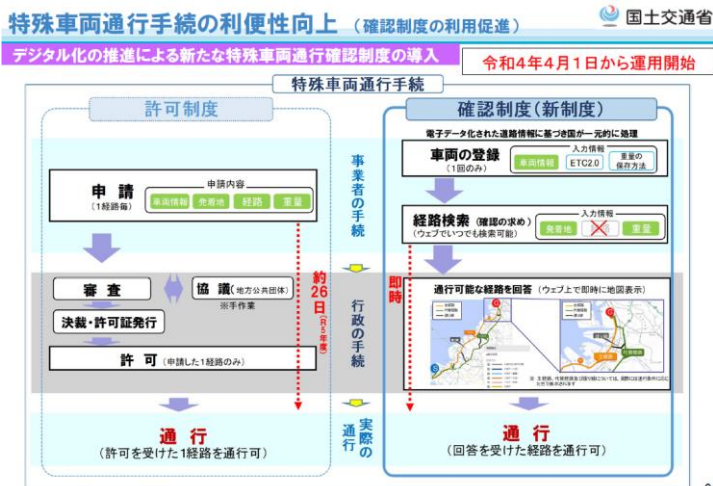 特殊車両通行手続の利便性向上 (確認制度の利用促進)
国土交通省
デジタル化の推進による新たな特殊車両通行確認制度の導入
令和4年4月1日から運用開始
特殊車両通行手続
許可制度
確認制度(新制度)
電子データ化された道路情報に基づき国が一元的に処理
事業者の手続
申請
(1経路毎)
申請内容
車両情報 発着地 経路 重量
車両の登録
(1回のみ)
入力情報
車両情報 ETC2.0 重量の保存方法
経路検索 (確認の求め)
(ウェブでいつでも検索可能)
入力情報
発着地 重量
行政の手続
審査
協議(地方公共団体)
※手作業
決裁・許可証発行
許可 (申請した1経路のみ)
約26日(R5年度)
即時
通行可能な経路を回答 (ウェブ上で即時に地図表示)
実際の通行
通行
(許可を受けた1経路を通行可)
通行
(回答を受けた経路を通行可)